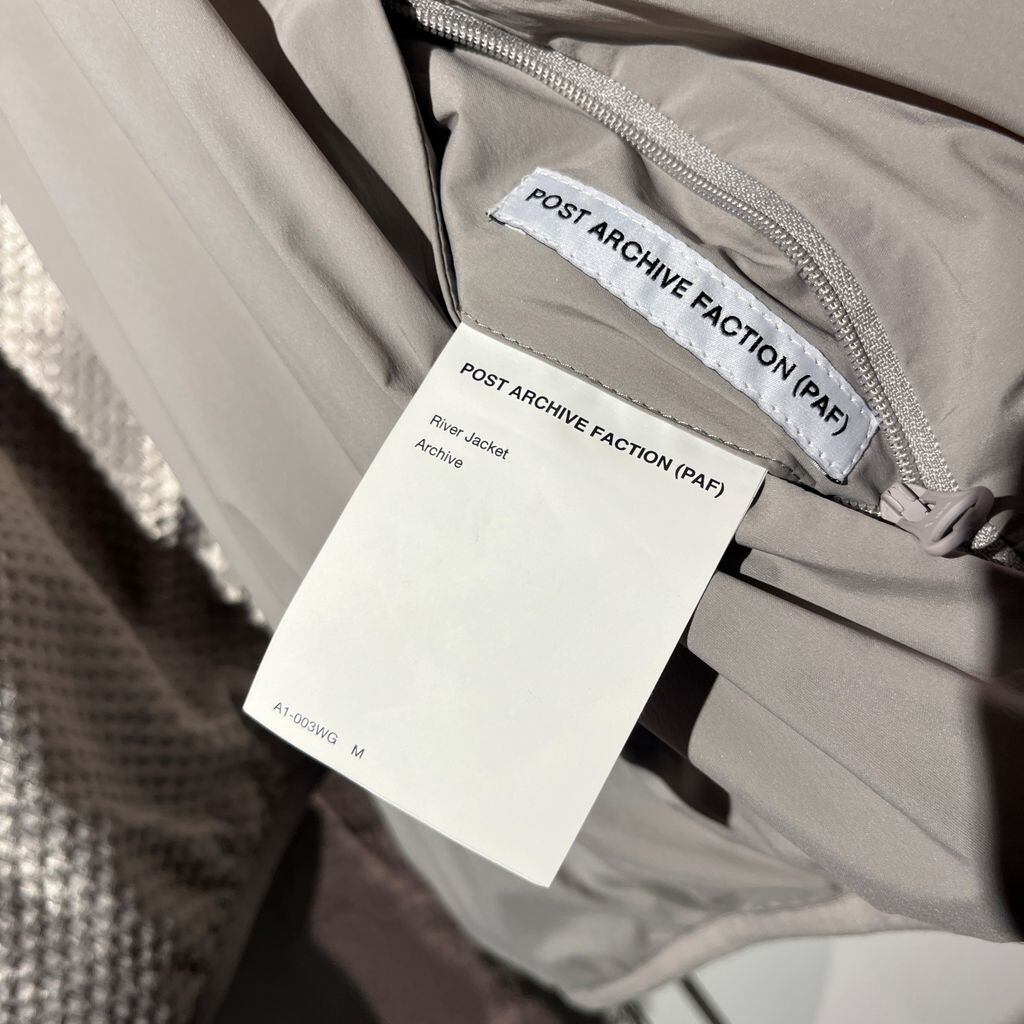 POST ARCHIVE FACTION (PAF)
POST ARCHIVE FACTION (PAF)
River Jacket
Archive
A1-003WG M